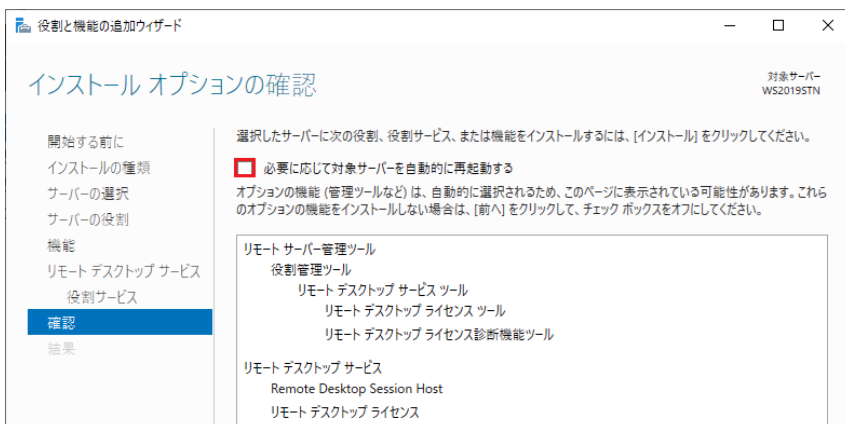 役割と機能の追加ウィザード
インストール オプションの確認
対象サーバー
WS2019STN
開始する前に
インストールの種類
サーバーの選択
サーバーの役割
機能
リモート デスクトップ サービス
役割サービス
確認
結果
選択したサーバーに次の役割、役割サービス、または機能をインストールするには、[インストール] をクリックしてください。
必要に応じて対象サーバーを自動的に再起動する
オプションの機能 (管理ツールなど) は、自動的に選択されるため、このページに表示されている可能性があります。これら
のオプションの機能をインストールしない場合は、[前へ] をクリックして、チェック ボックスをオフにしてください。
リモート サーバー管理ツール
役割管理ツール
リモート デスクトップ サービス ツール
リモート デスクトップ ライセンス ツール
リモート デスクトップ ライセンス診断機能ツール
リモート デスクトップ サービス
Remote Desktop Session Host
リモート デスクトップ ライセンス